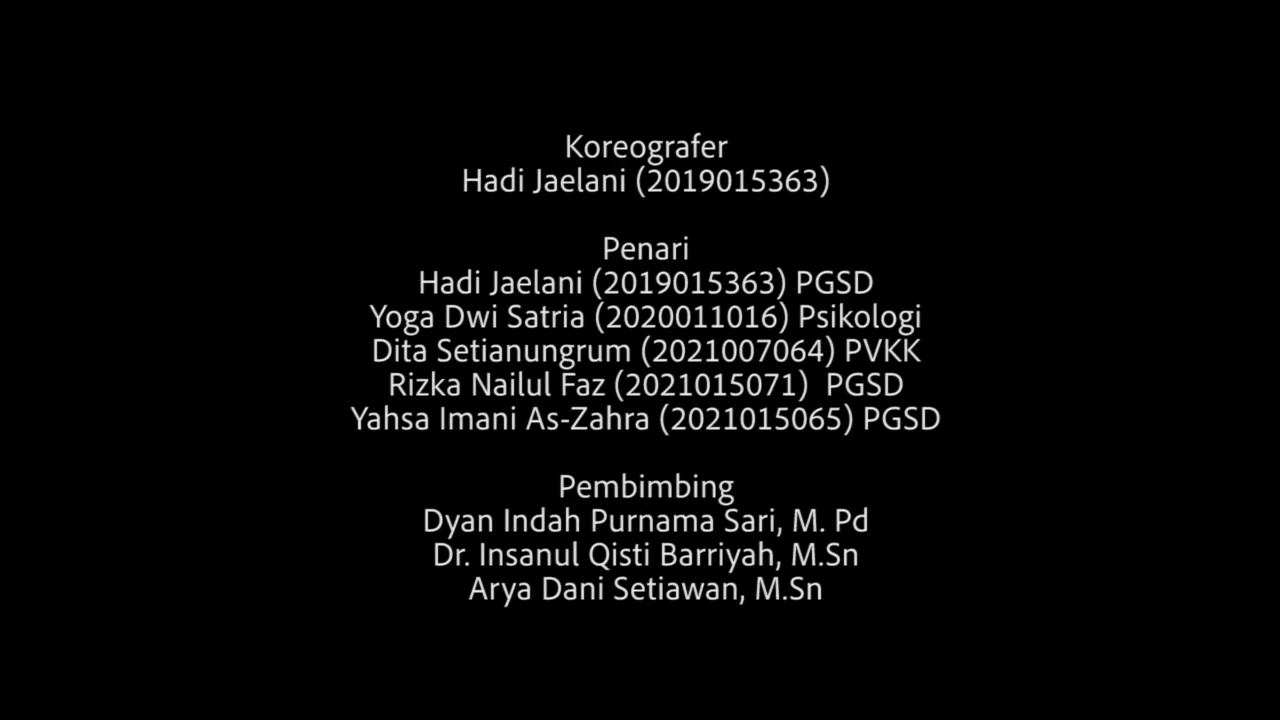 Koreografer
Hadi Jaelani (2019015363)
Penari
Hadi Jaelani (2019015363) PGSD
Yoga Dwi Satria (2020011016) Psikologi
Dita Setianungrum (2021007064) PVKK
Rizka Nailul Faz (2021015071)  PGSD
Yahsa Imani As-Zahra (2021015065) PGSD
Pembimbing
Dyan Indah Purnama Sari, M. Pd
Dr. Insanul Qisti Barriyah, M.Sn
Arya Dani Setiawan, M.Sn